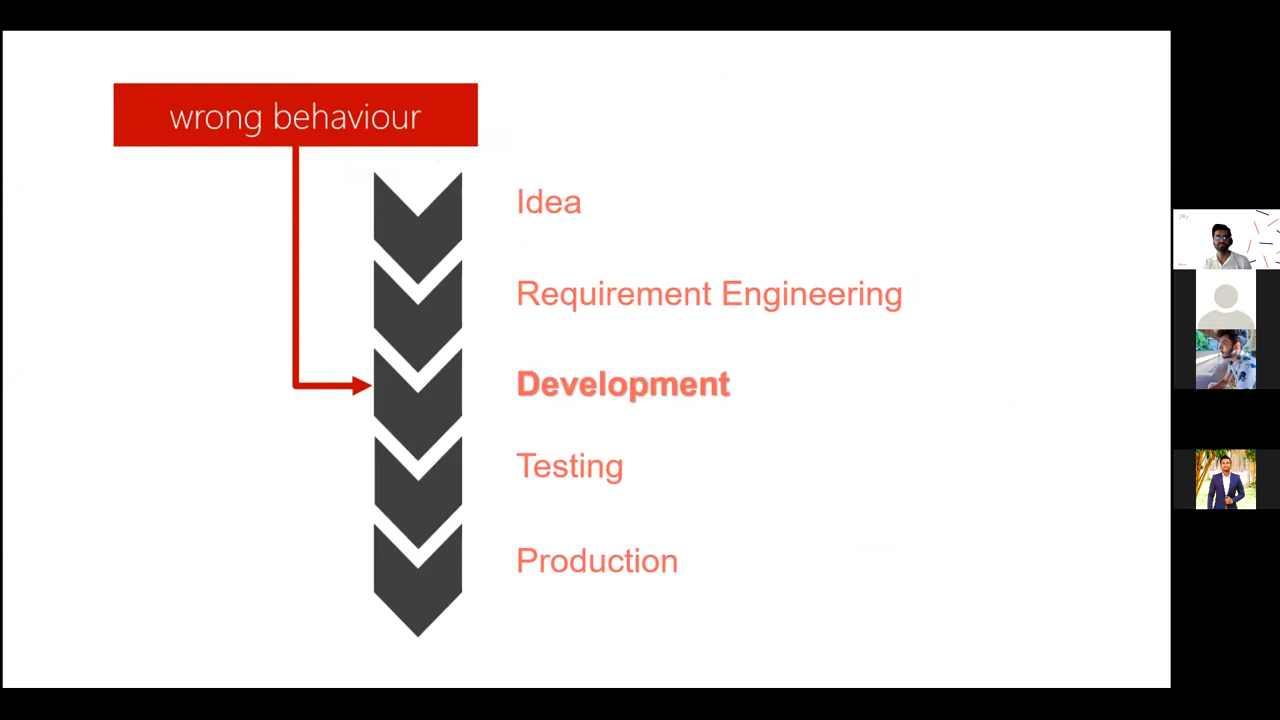 wrong behaviour
Idea
Requirement Engineering
Development
Testing
Production